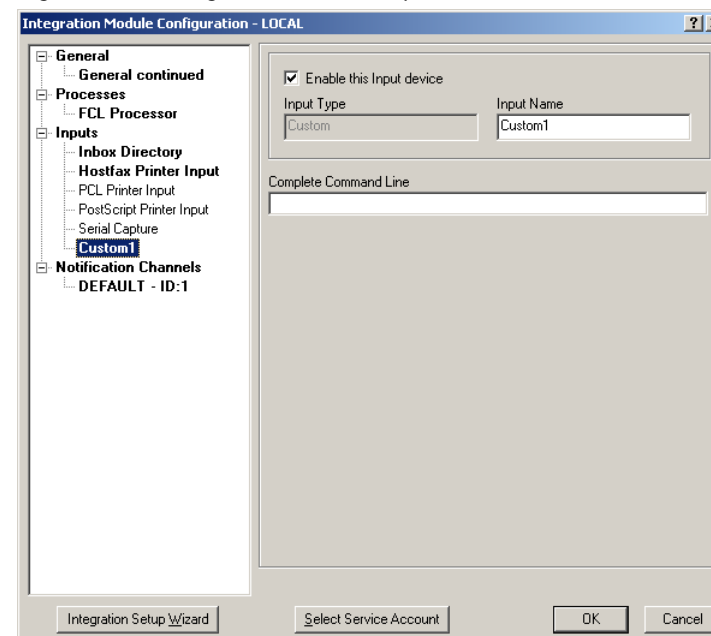 Integration Module Configuration - LOCAL
General
General continued
Processes
FCL Processor
Inputs
Inbox Directory
Hostfax Printer Input
PCL Printer Input
PostScript Printer Input
Serial Capture
Custom1
Notification Channels
DEFAULT - ID:1
Enable this Input device
Input Type
Input Name
Custom
Custom1
Complete Command Line
Integration Setup Wizard
Select Service Account
OK
Cancel